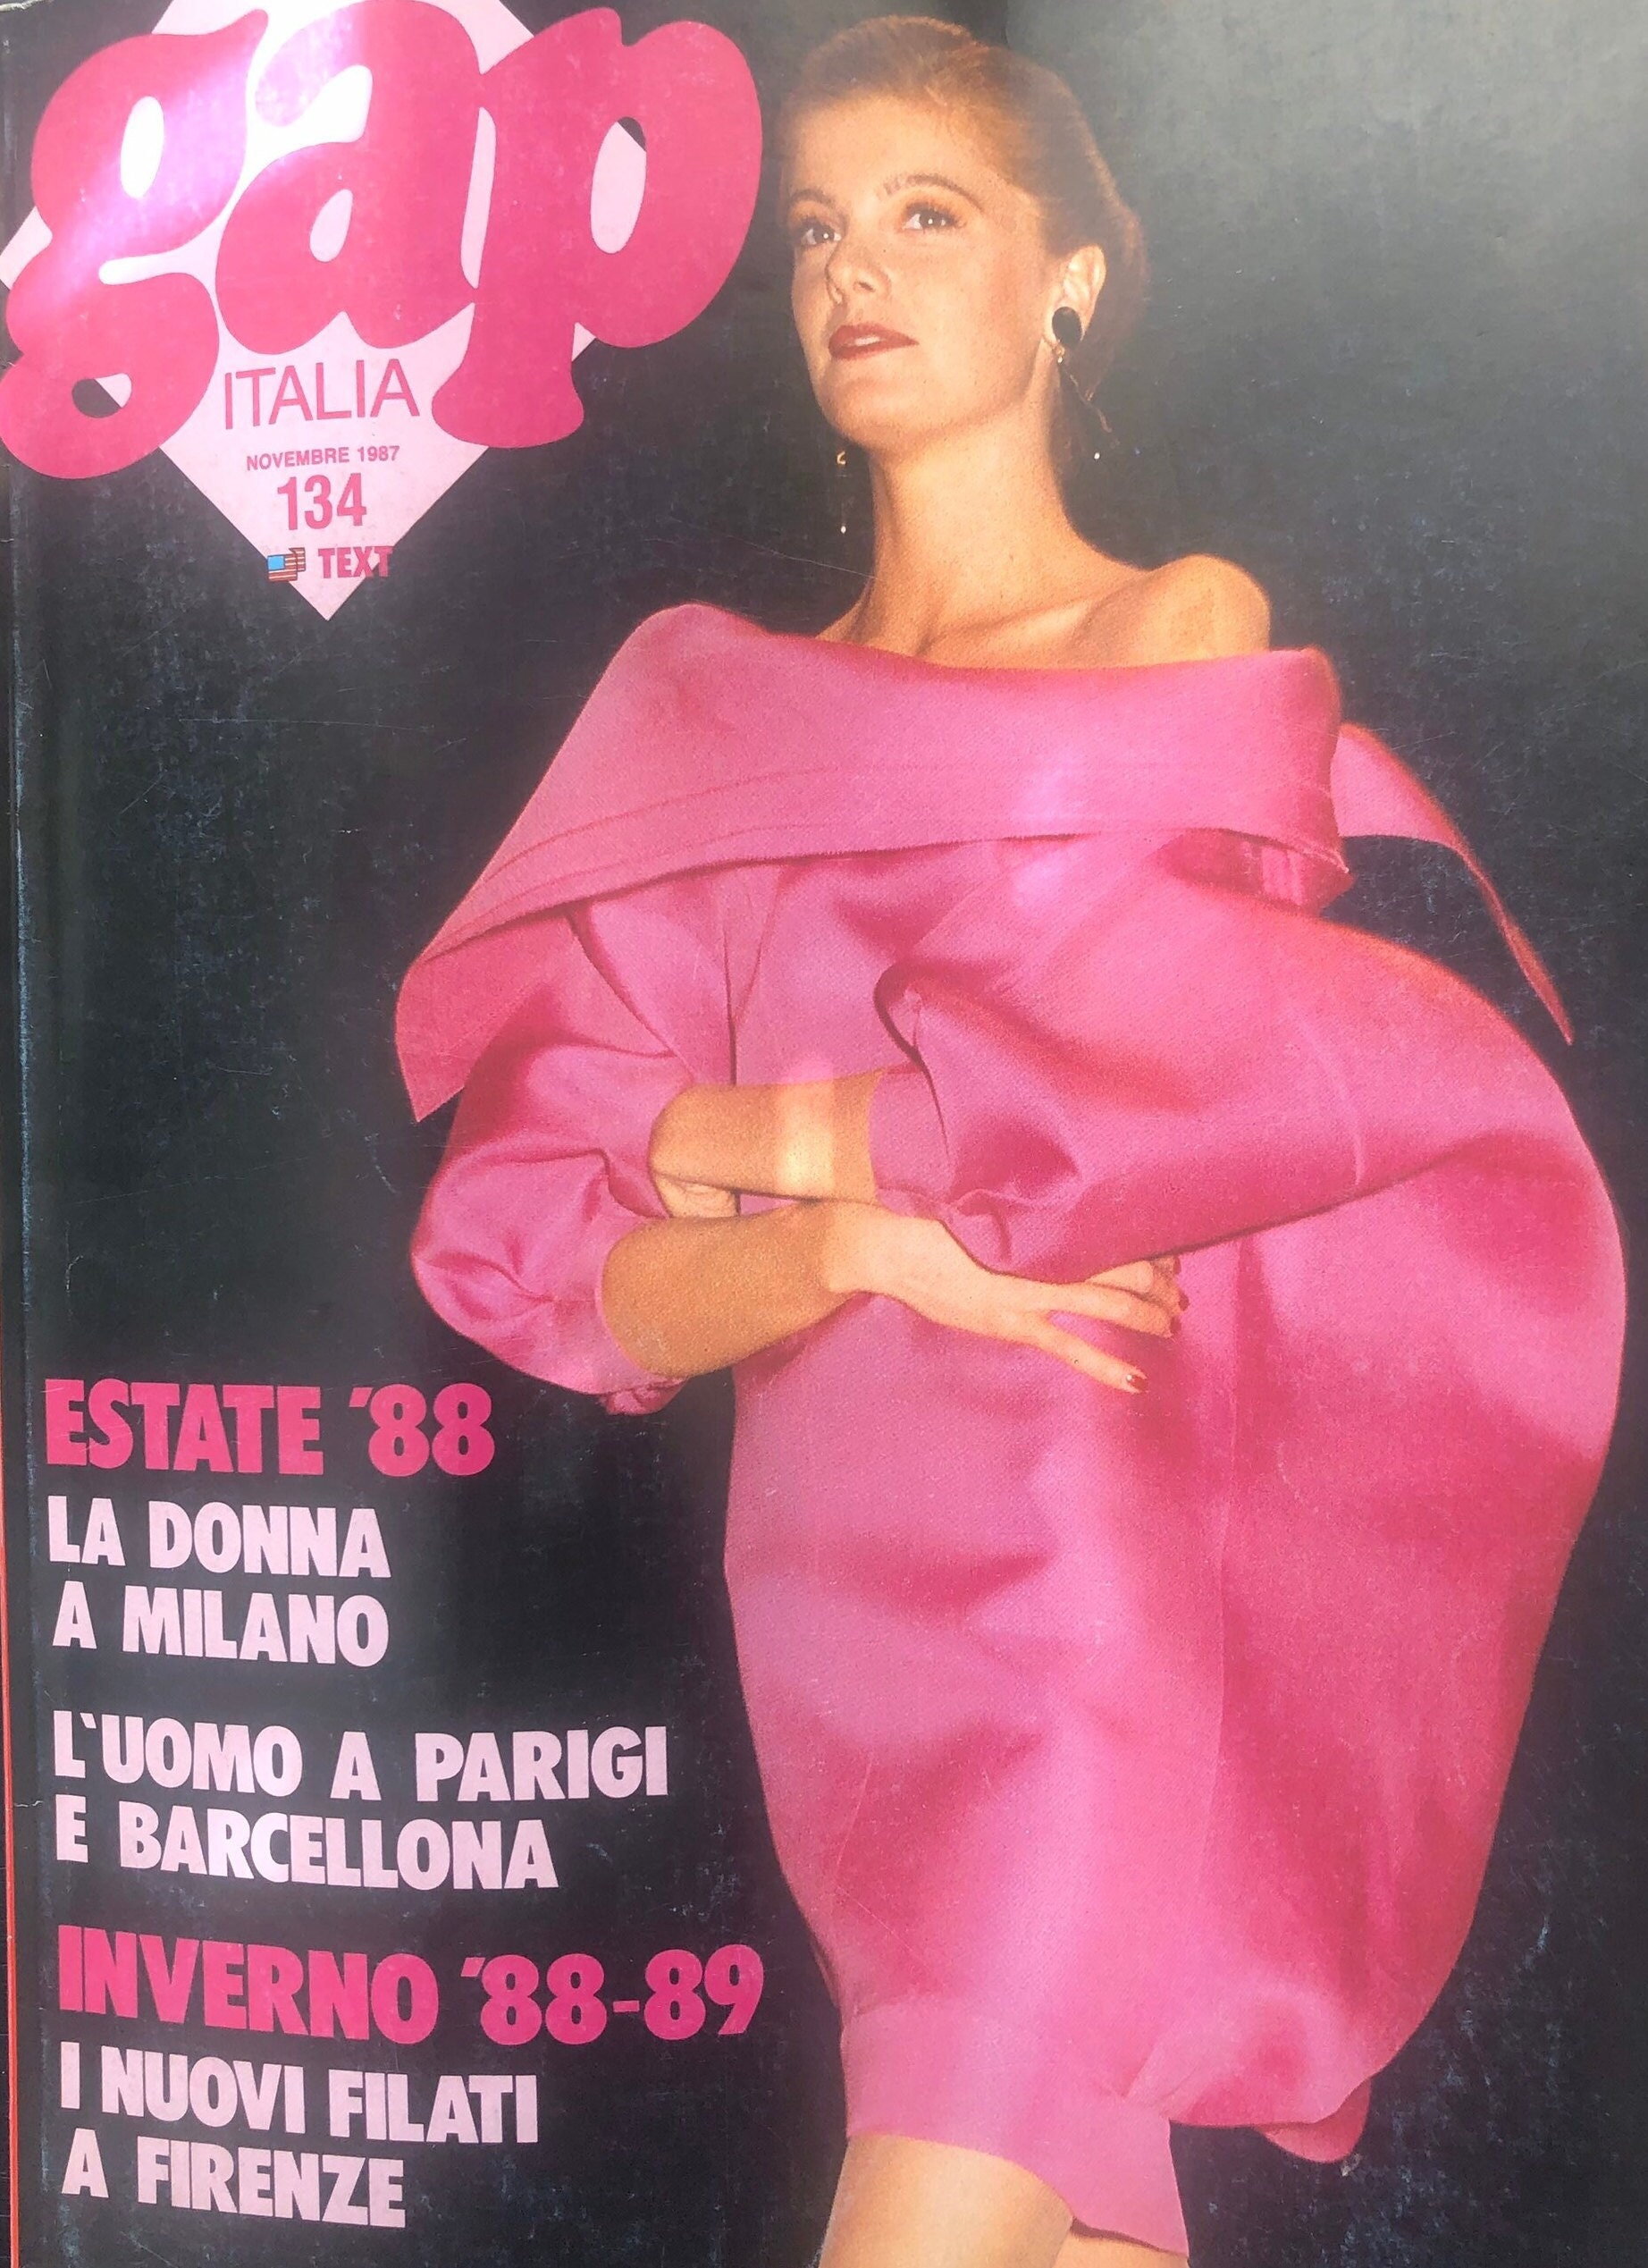 gap
ITALIA
NOVEMBRE 1987
134
TEXT
ESTATE '88
LA DONNA
A MILANO
L`UOMO A PARIGI
E BARCELLONA
INVERNO '88-89
I NUOVI FILATI
A FIRENZE